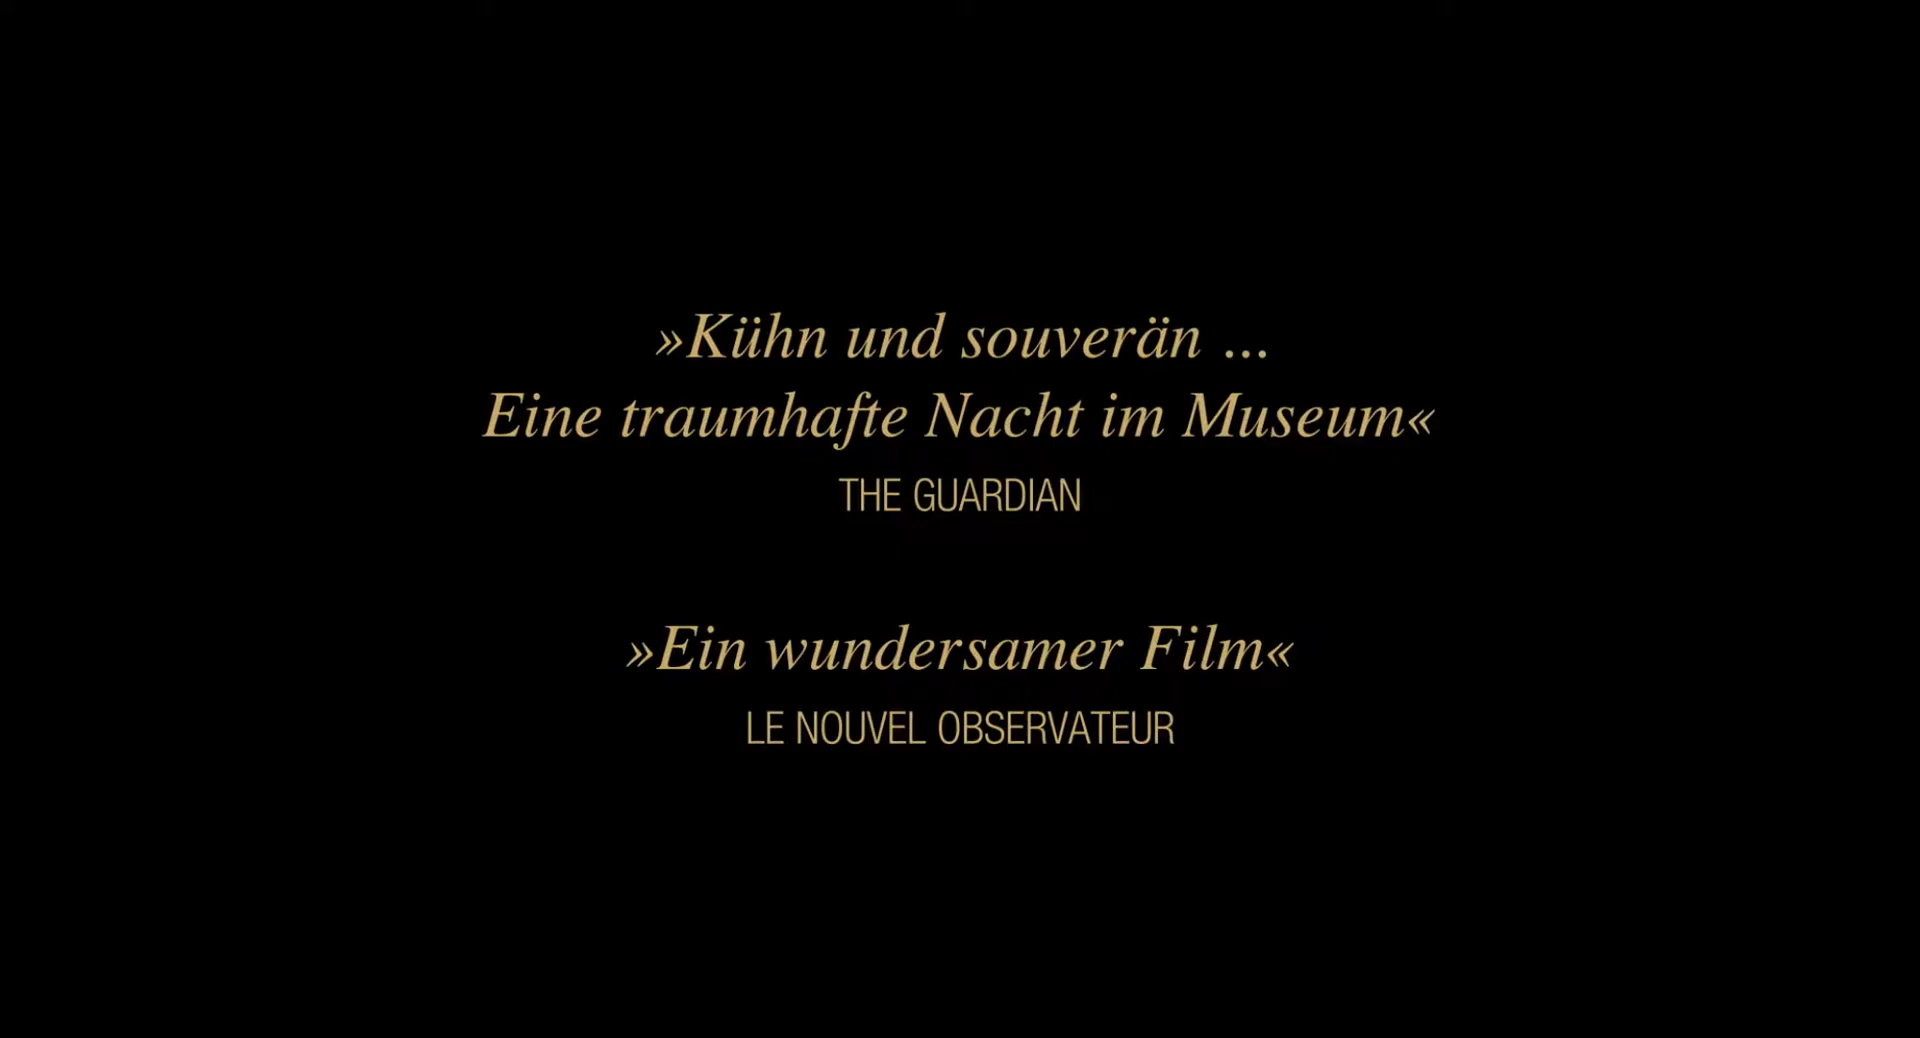 »Kühn und souverän ...
Eine traumhafte Nacht im Museum«
THE GUARDIAN
»Ein wundersamer Film«
LE NOUVEL OBSERVATEUR